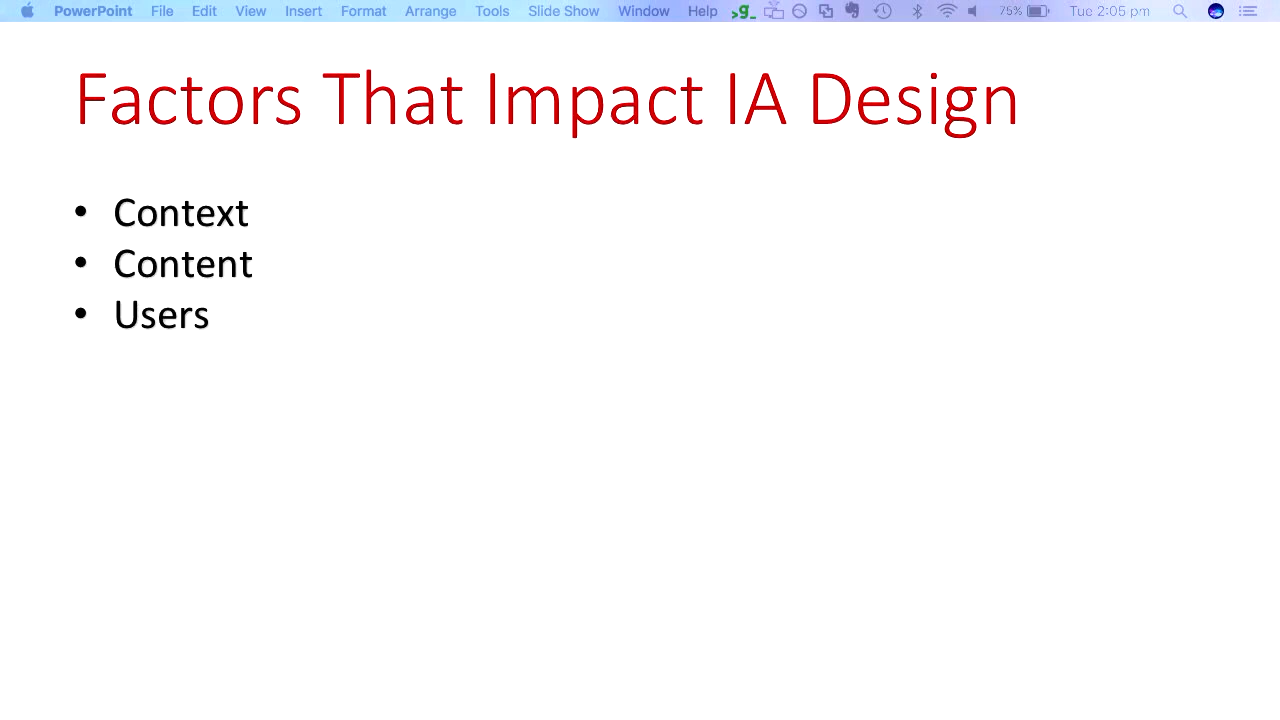 PowerPoint File Edit View Insert Format Arrange Tools Slide Show Window Help >g_ 75% Tue 2:05 pm
Factors That Impact IA Design
• Context
• Content
• Users